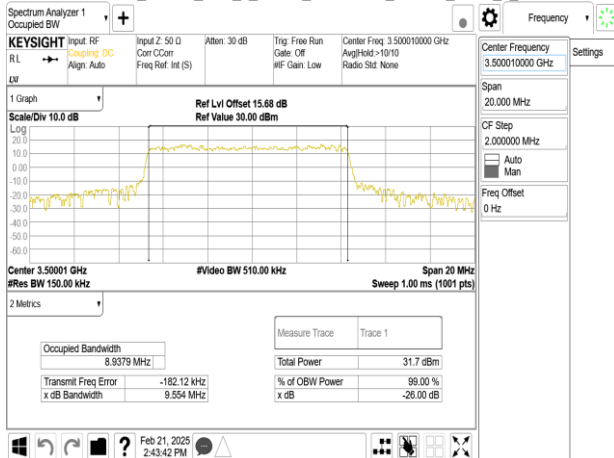 Spectrum Analyzer 1
Occupied BW
Frequency
KEYSIGHT
Input: RF
Coupling: DC
Align: Auto
RL
LXI
Input Z: 50 Ω
Corr CCorr
Freq Ref: Int (S)
Atten: 30 dB
Trig: Free Run
Gate: Off
#IF Gain: Low
Center Freq: 3.500010000 GHz
Avg|Hold:>10/10
Radio Std: None
Center Frequency
3.500010000 GHz
Settings
Span
20.000 MHz
CF Step
2.000000 MHz
Auto
Man
Freq Offset
0 Hz
1 Graph
Scale/Div 10.0 dB
Ref Lvl Offset 15.68 dB
Ref Value 30.00 dBm
Log
20.0
10.0
0.00
-10.0
-20.0
-30.0
-40.0
-50.0
-60.0
Center 3.50001 GHz
#Res BW 150.00 kHz
#Video BW 510.00 kHz
Span 20 MHz
Sweep 1.00 ms (1001 pts)
2 Metrics
Measure Trace Trace 1
Occupied Bandwidth
8.9379 MHz
Total Power 31.7 dBm
Transmit Freq Error -182.12 kHz
% of OBW Power 99.00 %
x dB Bandwidth 9.554 MHz
x dB -26.00 dB
?
Feb 21, 2025
2:43:42 PM